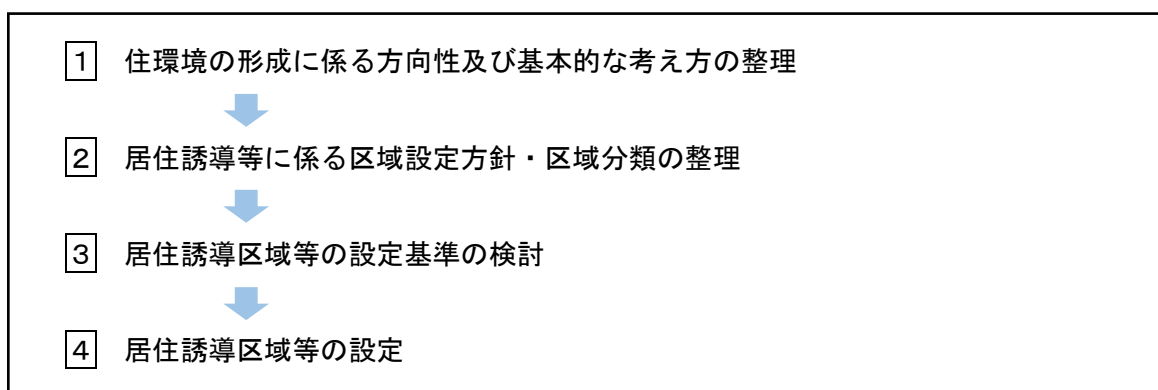 1 住環境の形成に係る方向性及び基本的な考え方の整理
2 居住誘導等に係る区域設定方針・区域分類の整理
3 居住誘導区域等の設定基準の検討
4 居住誘導区域等の設定